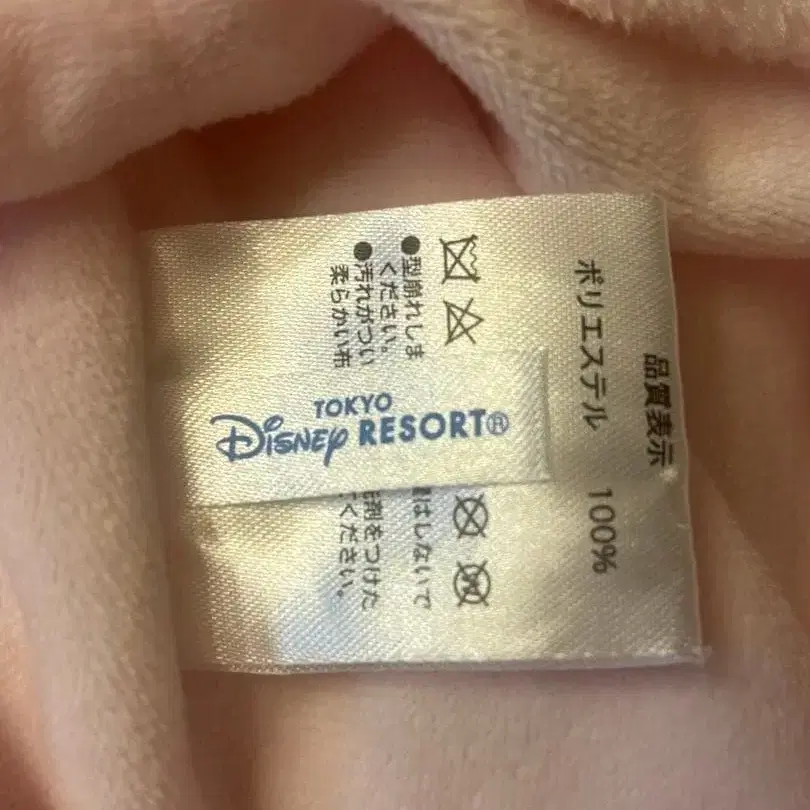 品質表示
ポリエステル 100%
●型崩れしま
はしないで
ください。
●汚れがつい
剤をつけた
柔らかい布
ください。
TOKYO
Disney RESORT®